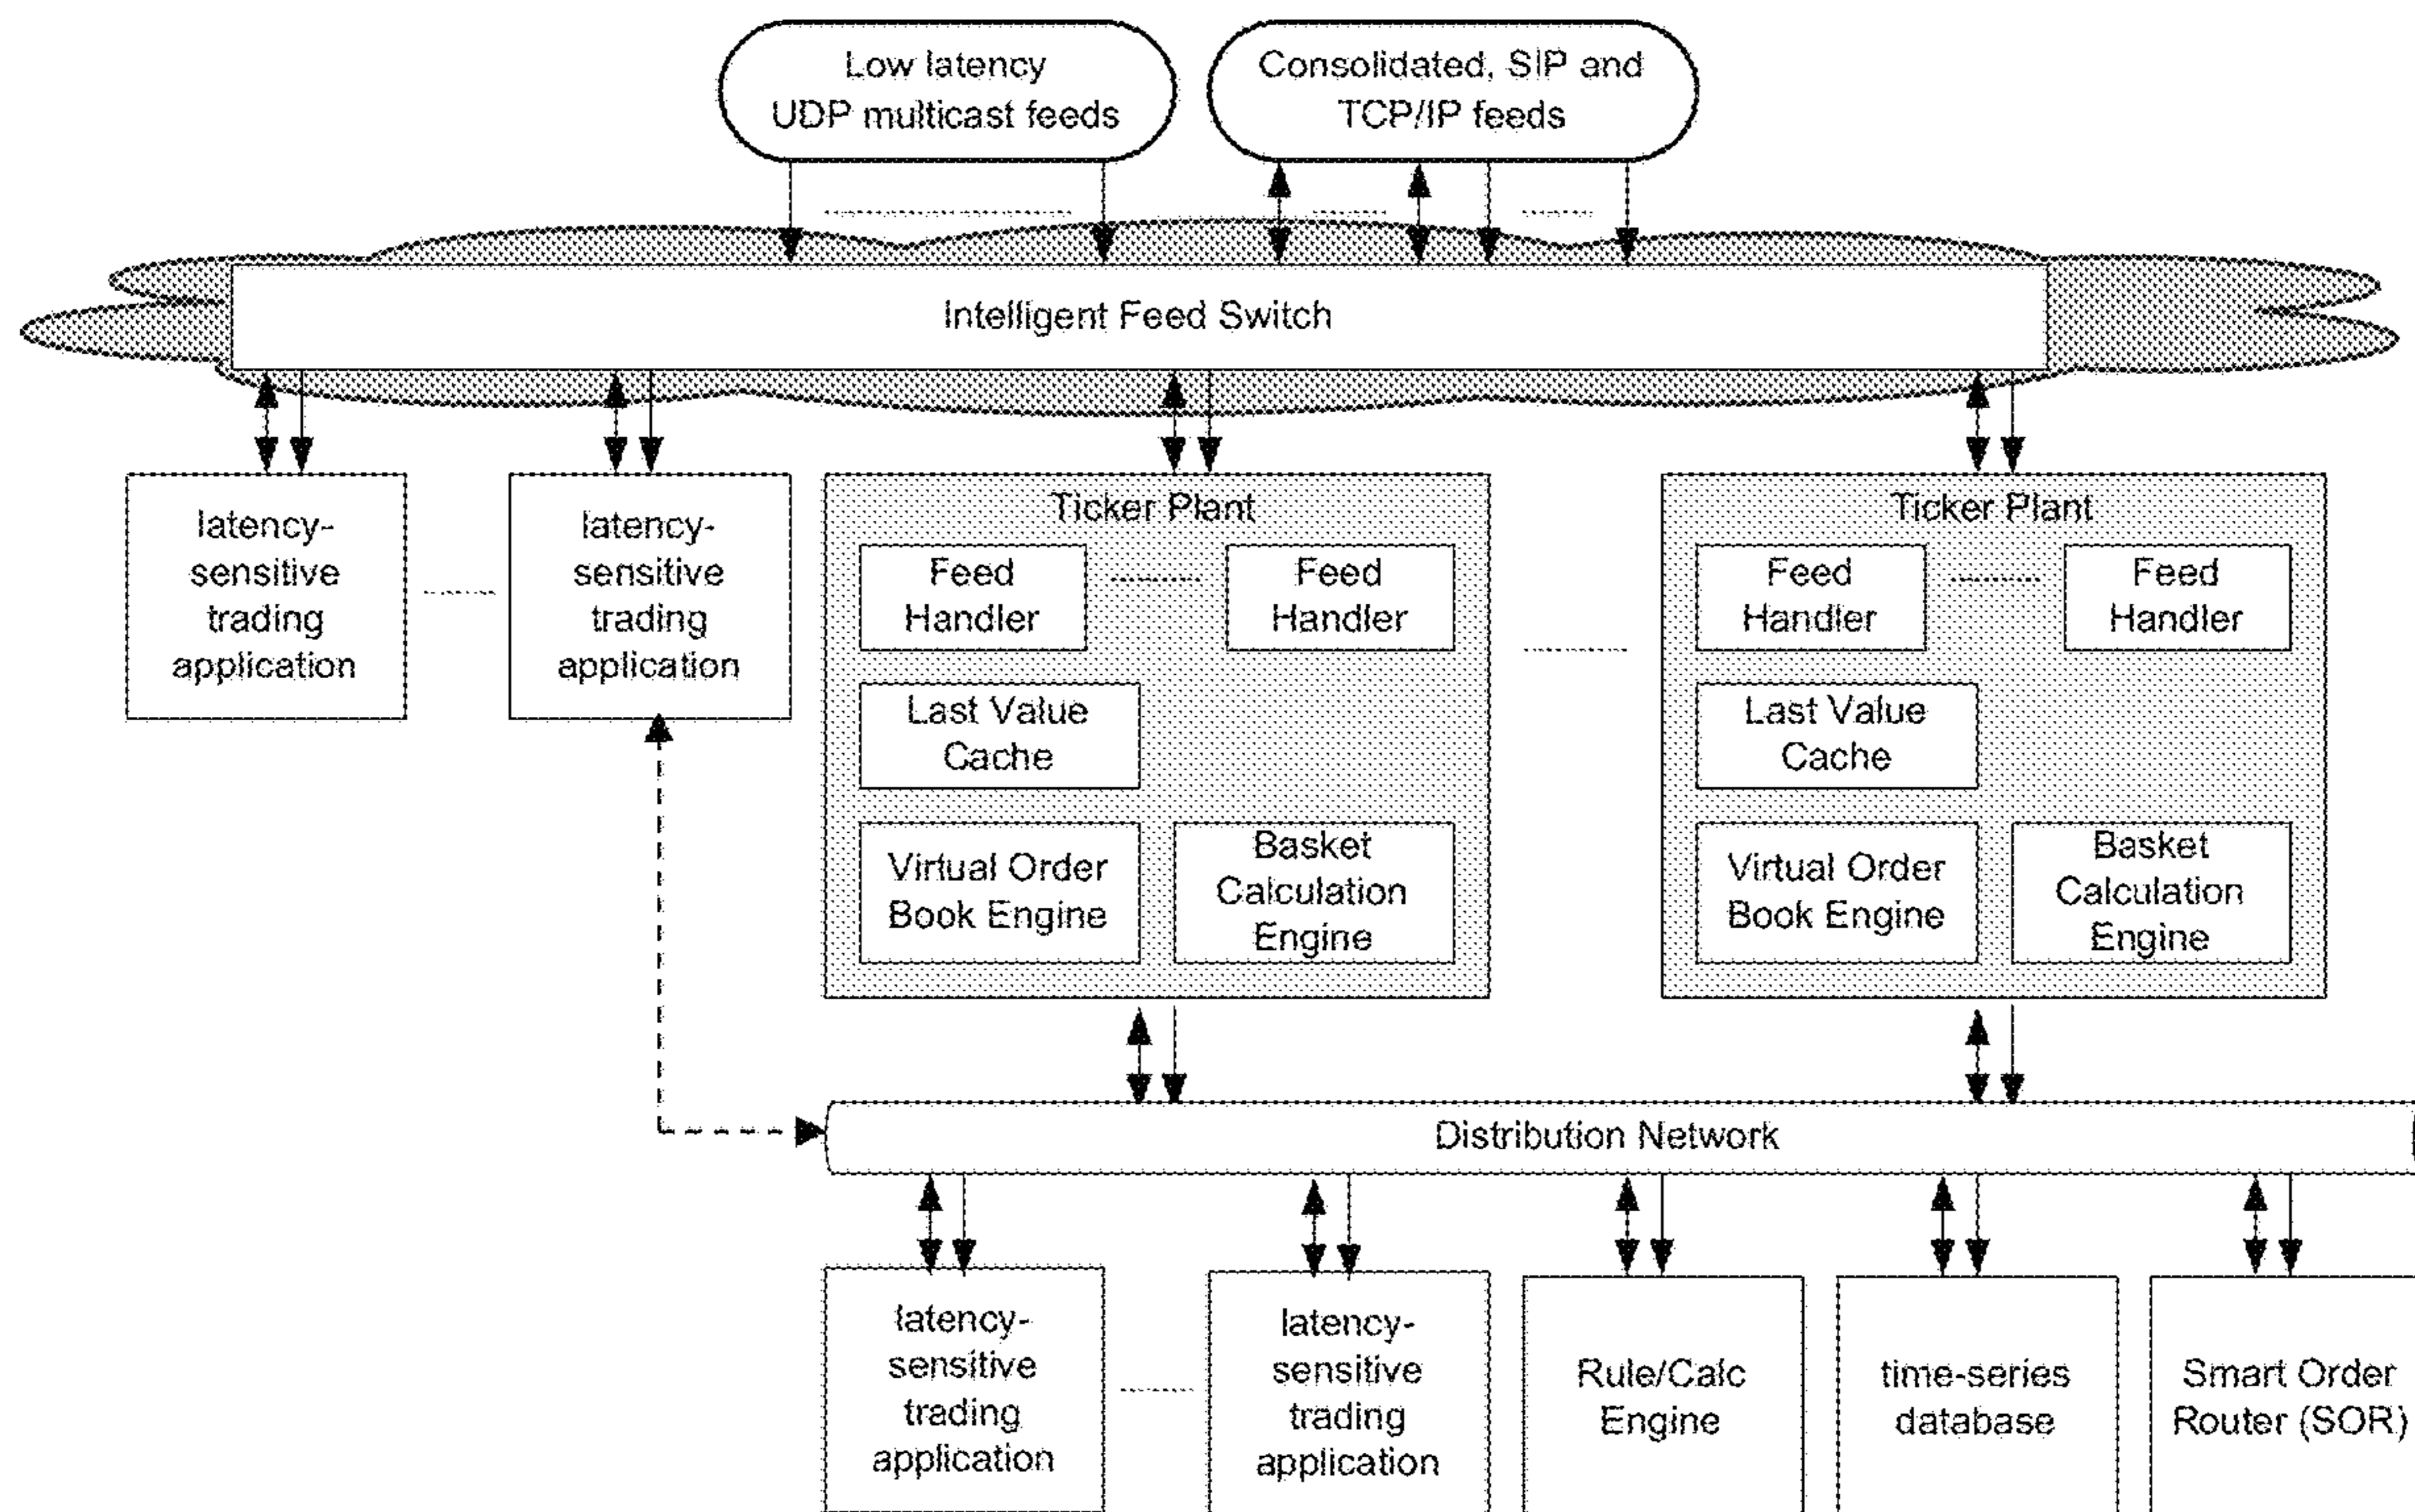 Low latency
UDP multicast feeds
Consolidated, SIP and
TCP/IP feeds
Intelligent Feed Switch
latency-
sensitive
trading
application
latency-
sensitive
trading
application
Ticker Plant
Feed
Handler
Feed
Handler
Last Value
Cache
Virtual Order
Book Engine
Basket
Calculation
Engine
Ticker Plant
Feed
Handler
Feed
Handler
Last Value
Cache
Virtual Order
Book Engine
Basket
Calculation
Engine
Distribution Network
latency-
sensitive
trading
application
latency-
sensitive
trading
application
Rule/Calc
Engine
time-series
database
Smart Order
Router (SOR)